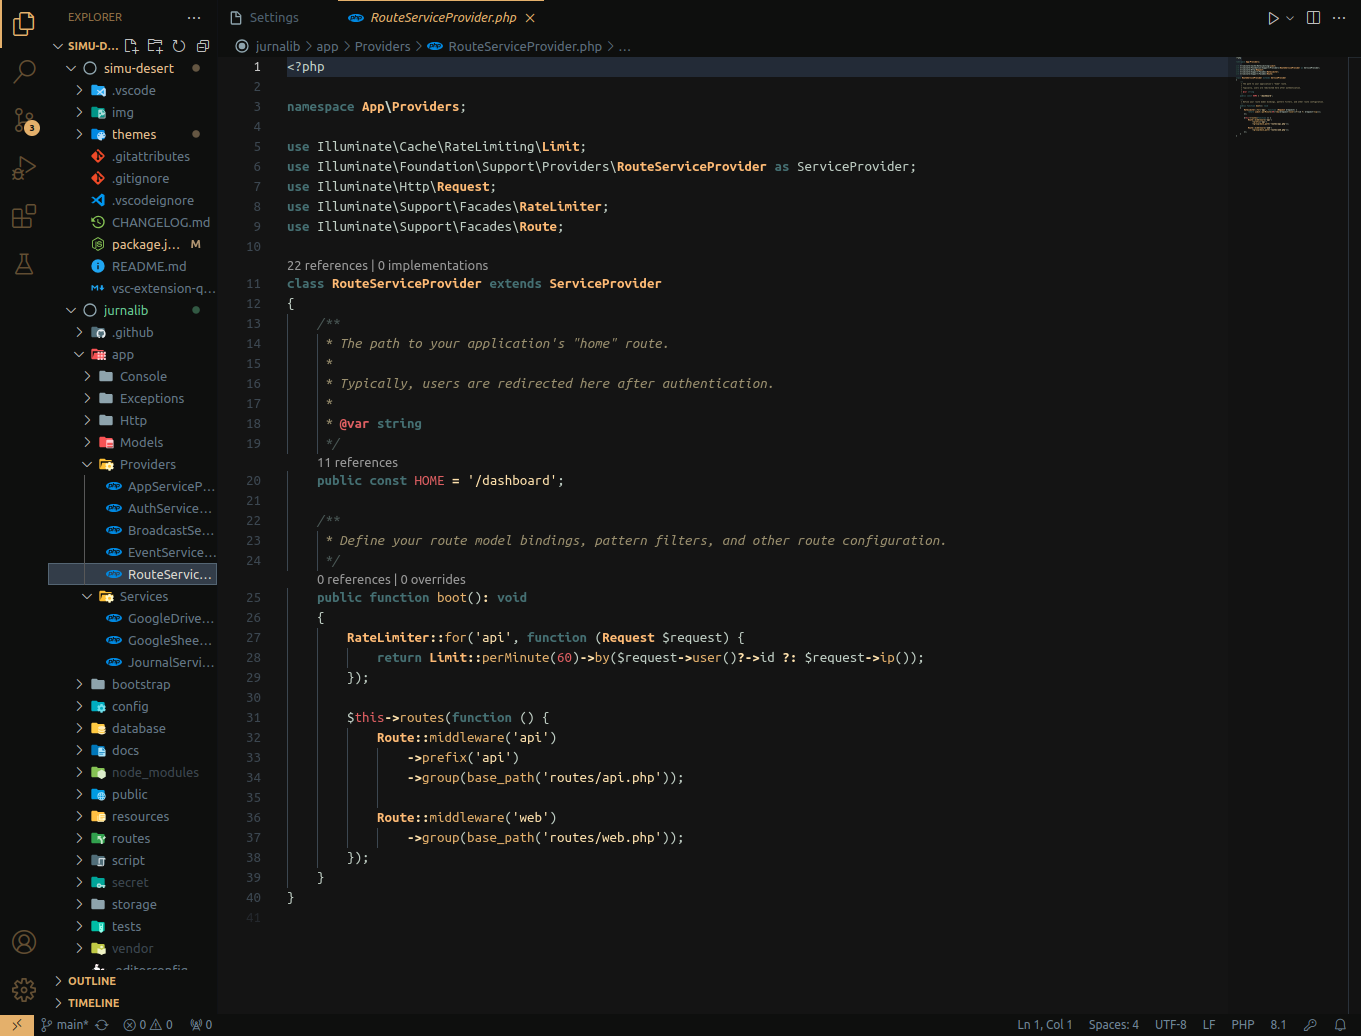 EXPLORER
SIMU-D...
simu-desert
.vscode
img
themes
.gitattributes
.gitignore
.vscodeignore
CHANGELOG.md
package.j... M
README.md
vsc-extension-q...
jurnalib
.github
app
Console
Exceptions
Http
Models
Providers
AppServiceP...
AuthService...
BroadcastSe...
EventService...
RouteServic...
Services
GoogleDrive...
GoogleShee...
JournalServi...
bootstrap
config
database
docs
node_modules
public
resources
routes
script
secret
storage
tests
vendor
.editorconfig
OUTLINE
TIMELINE
3
Settings
RouteServiceProvider.php
jurnalib > app > Providers > RouteServiceProvider.php > ...
1 <?php
2
3 namespace App\Providers;
4
5 use Illuminate\Cache\RateLimiting\Limit;
6 use Illuminate\Foundation\Support\Providers\RouteServiceProvider as ServiceProvider;
7 use Illuminate\Http\Request;
8 use Illuminate\Support\Facades\RateLimiter;
9 use Illuminate\Support\Facades\Route;
10
22 references | 0 implementations
11 class RouteServiceProvider extends ServiceProvider
12 {
13 /**
14 * The path to your application's "home" route.
15 *
16 * Typically, users are redirected here after authentication.
17 *
18 * @var string
19 */
11 references
20 public const HOME = '/dashboard';
21
22 /**
23 * Define your route model bindings, pattern filters, and other route configuration.
24 */
0 references | 0 overrides
25 public function boot(): void
26 {
27 RateLimiter::for('api', function (Request $request) {
28 return Limit::perMinute(60)->by($request->user()?->id ?: $request->ip());
29 });
30
31 $this->routes(function () {
32 Route::middleware('api')
33 ->prefix('api')
34 ->group(base_path('routes/api.php'));
35
36 Route::middleware('web')
37 ->group(base_path('routes/web.php'));
38 });
39 }
40 }
41
main* 0 0 0
Ln 1, Col 1 Spaces: 4 UTF-8 LF PHP 8.1